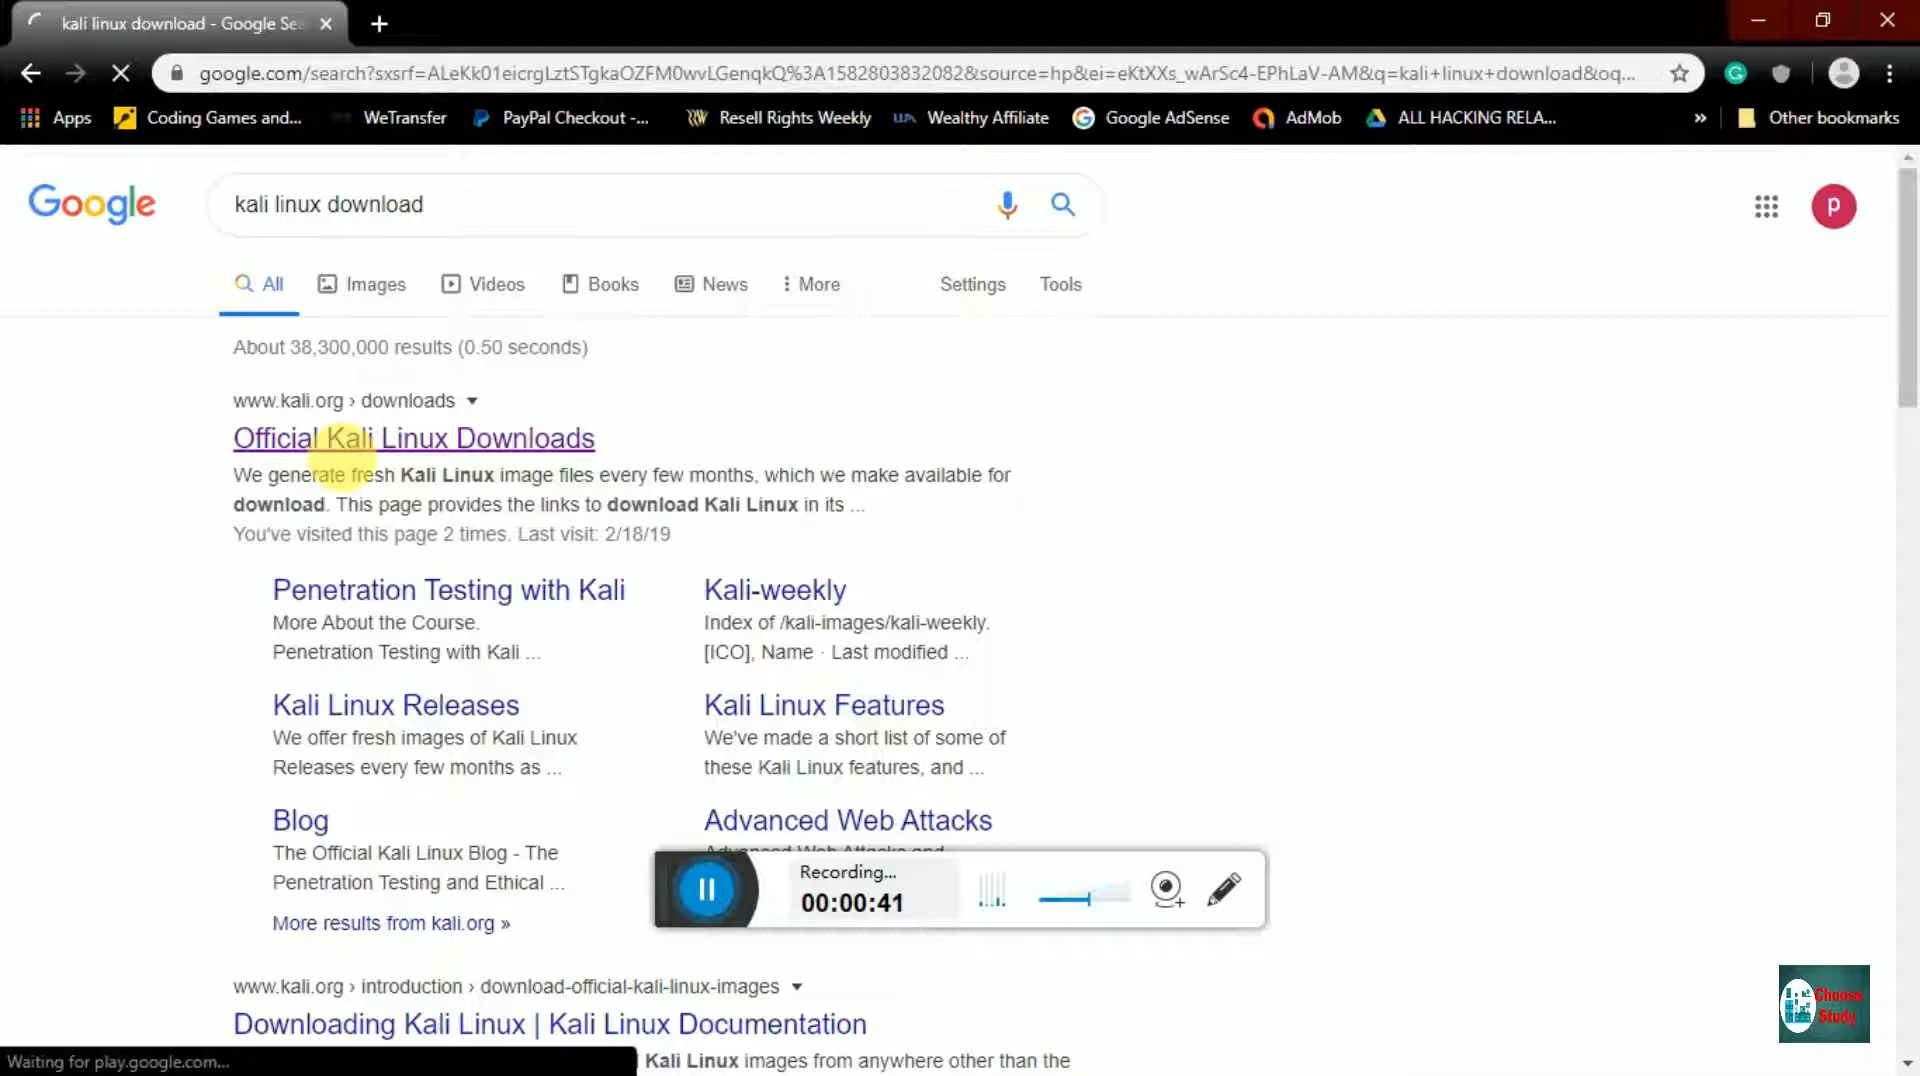 kali linux download - Google Se
google.com/search?sxsrf=ALeKk01eicrgLztSTgkaOZFM0wvLGenqkQ%3A1582803832082&source=hp&ei=eKtXXs_wArSc4-EPhLaV-AM&q=kali+linux+download&oq...
Apps Coding Games and... WeTransfer PayPal Checkout -... Resell Rights Weekly Wealthy Affiliate Google AdSense AdMob ALL HACKING RELA... » Other bookmarks
Google kali linux download p
All Images Videos Books News More Settings Tools
About 38,300,000 results (0.50 seconds)
www.kali.org › downloads
Official Kali Linux Downloads
We generate fresh Kali Linux image files every few months, which we make available for
download. This page provides the links to download Kali Linux in its ...
You've visited this page 2 times. Last visit: 2/18/19
Penetration Testing with Kali
More About the Course.
Penetration Testing with Kali ...
Kali-weekly
Index of /kali-images/kali-weekly.
[ICO], Name · Last modified ...
Kali Linux Releases
We offer fresh images of Kali Linux
Releases every few months as ...
Kali Linux Features
We've made a short list of some of
these Kali Linux features, and ...
Blog
The Official Kali Linux Blog - The
Penetration Testing and Ethical ...
Advanced Web Attacks
Advanced Web Attacks and
More results from kali.org »
Recording...
00:00:41
www.kali.org › introduction › download-official-kali-linux-images
Downloading Kali Linux | Kali Linux Documentation
Kali Linux images from anywhere other than the
Waiting for play.google.com...
Choose
Study